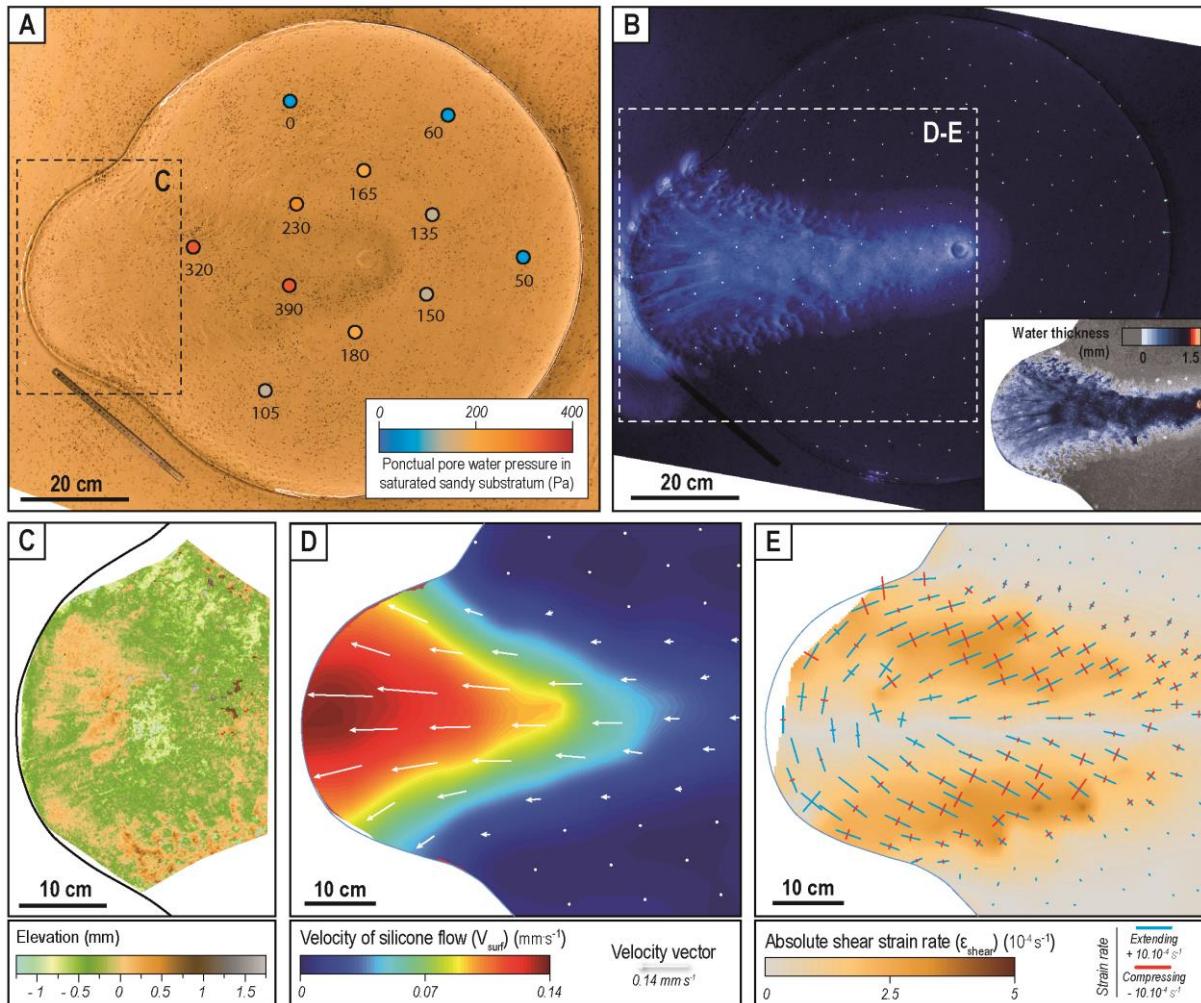 A
0
60
165
C
230
135
320
50
390
150
180
105
0 200 400
Ponctual pore water pressure in
saturated sandy substratum (Pa)
20 cm
B
D-E
Water thickness
(mm)
0 1.5
20 cm
C
10 cm
Elevation (mm)
- 1 - 0.5 0 0.5 1 1.5
D
10 cm
Velocity of silicone flow (Vsurf) (mm·s-1)
0 0.07 0.14
Velocity vector
0.14 mm s-1
E
10 cm
Absolute shear strain rate (εshear) (10-4 s-1)
0 2.5 5
Strain rate
Extending
+ 10.10-4 s-1
Compressing
- 10.10-4 s-1